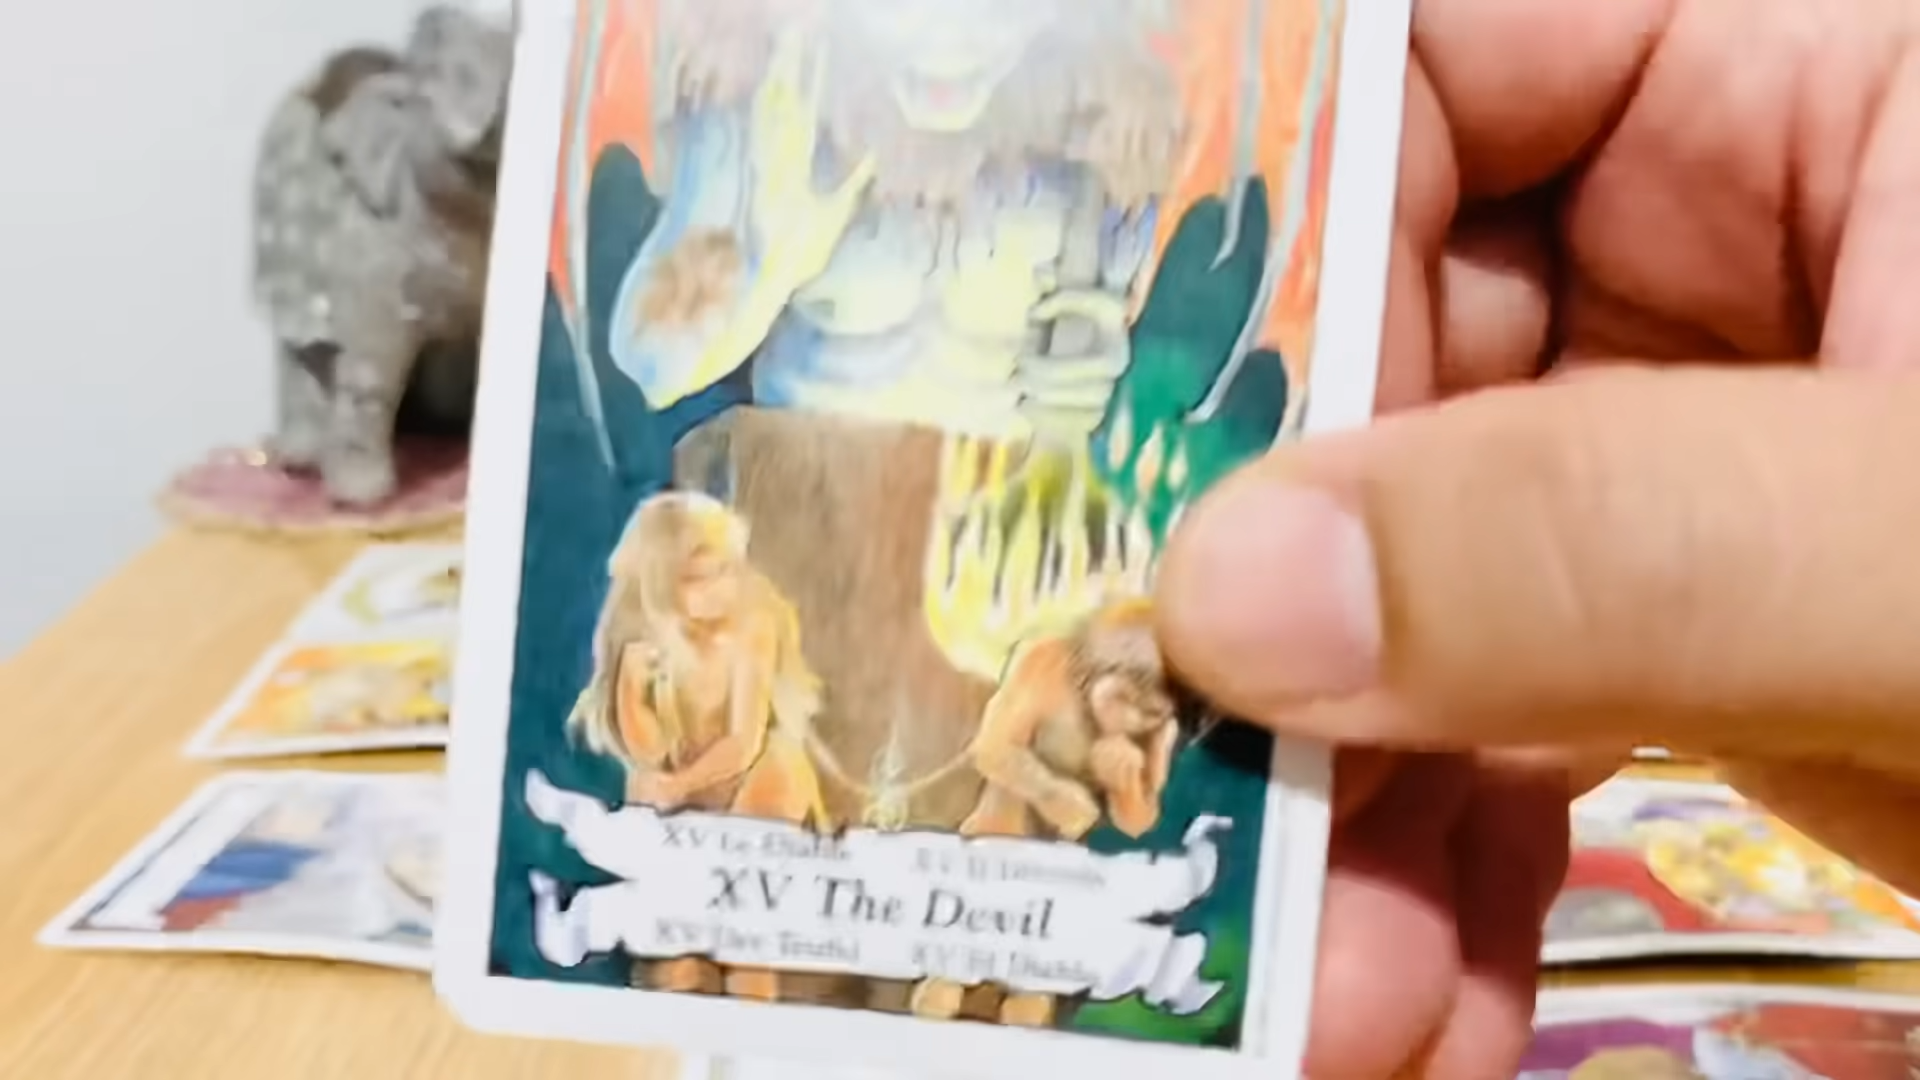 XV Le Diable XV Il Diavolo
XV The Devil
XV Der Teufel XV El Diablo